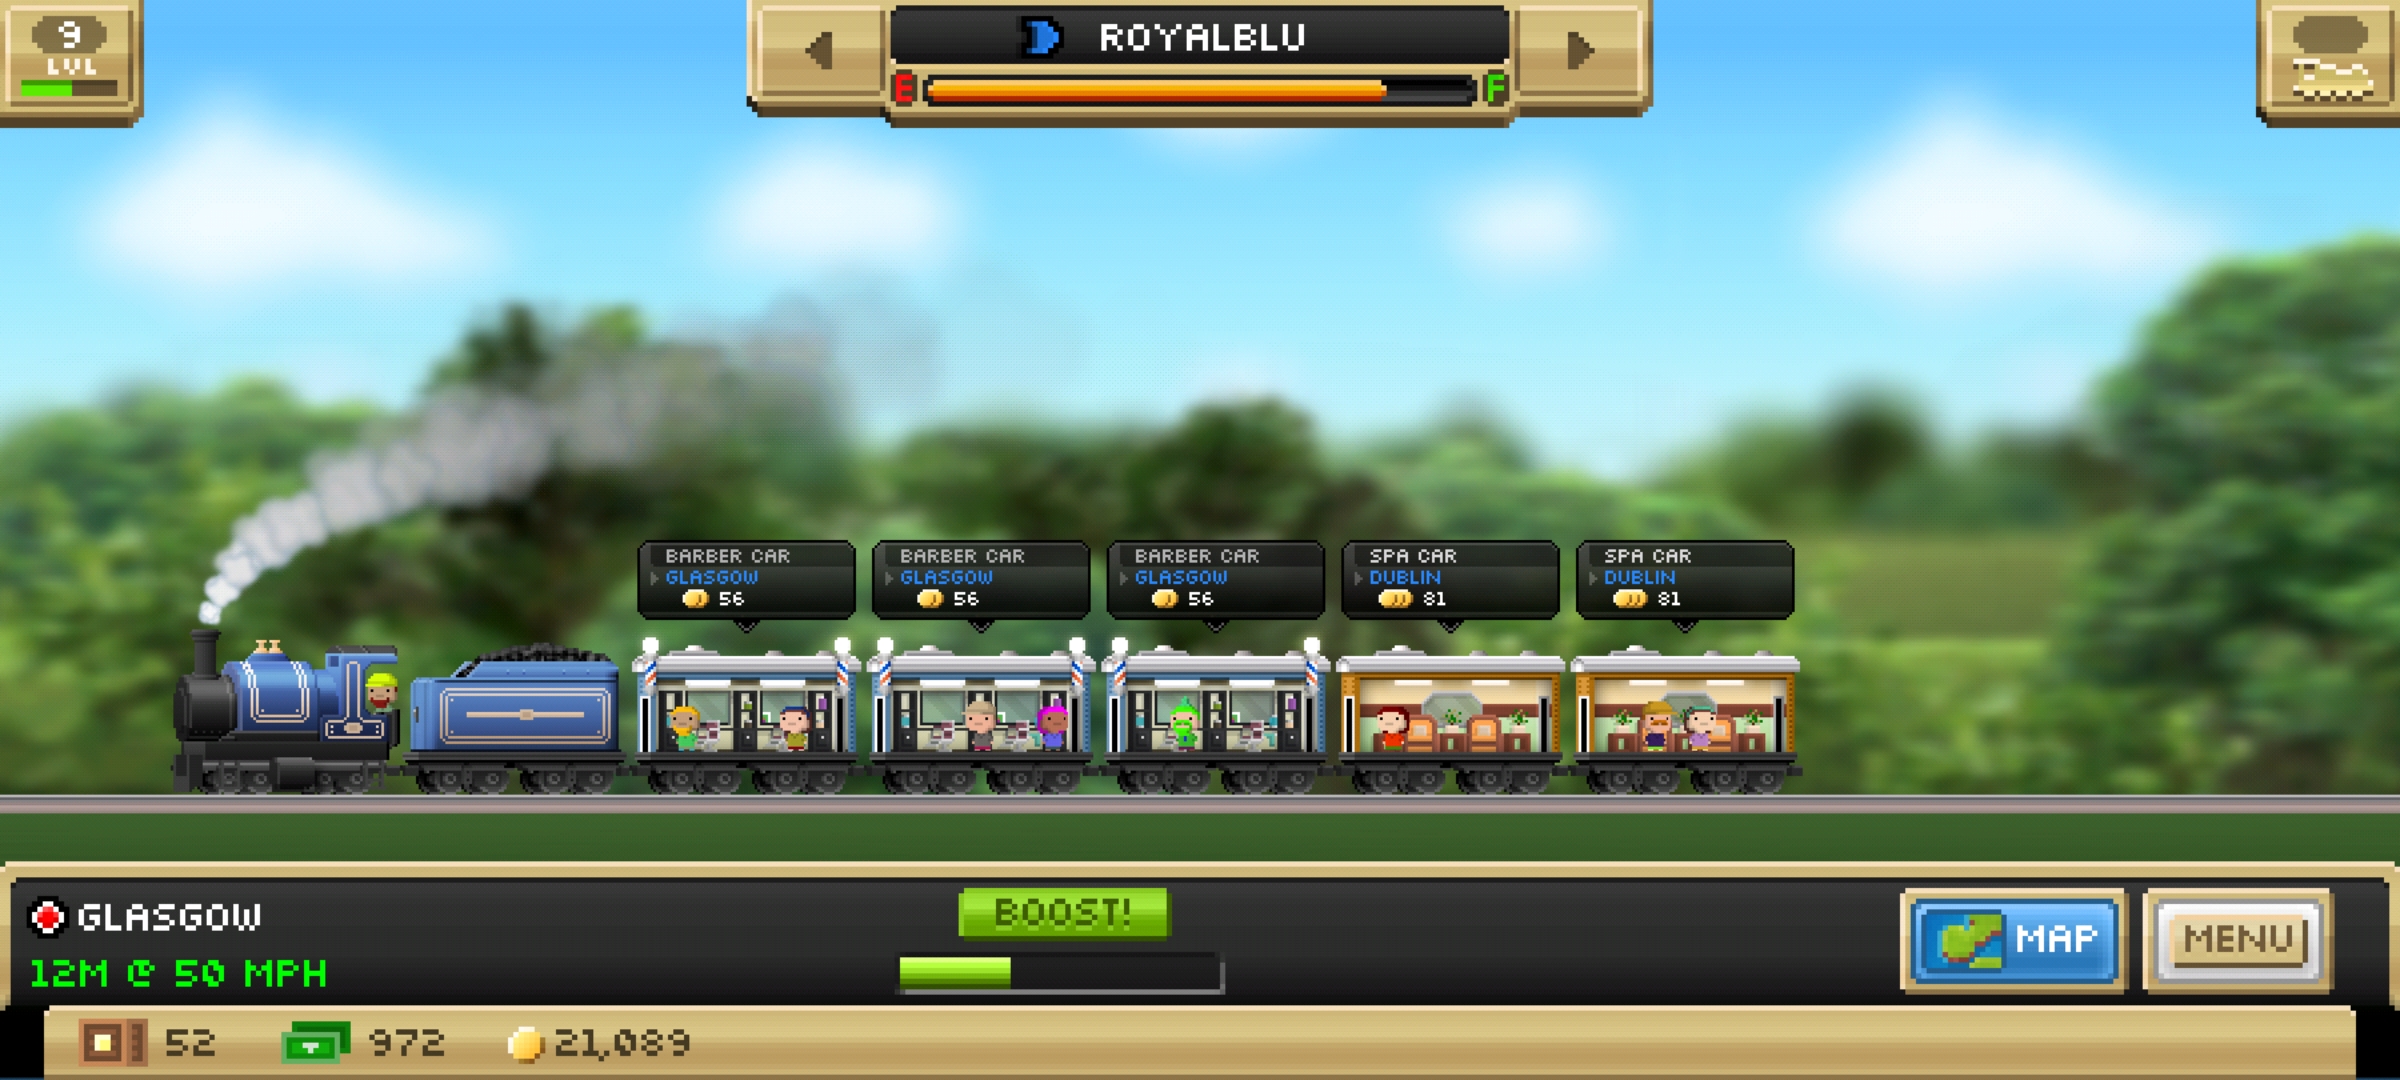 9
LVL
ROYALBLU
E F
BARBER CAR
GLASGOW
56
BARBER CAR
GLASGOW
56
BARBER CAR
GLASGOW
56
SPA CAR
DUBLIN
81
SPA CAR
DUBLIN
81
GLASGOW
12M @ 50 MPH
BOOST!
MAP
MENU
52
972
21,089